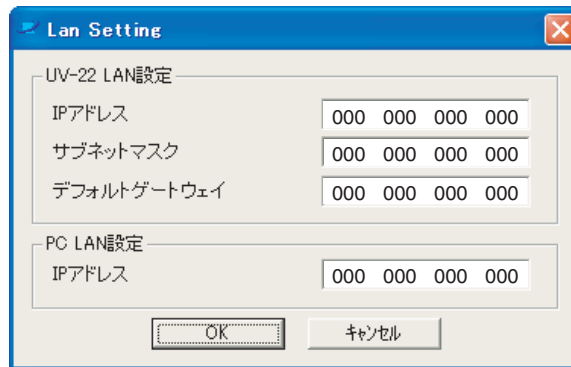 Lan Setting
UV-22 LAN設定
IPアドレス 000 000 000 000
サブネットマスク 000 000 000 000
デフォルトゲートウェイ 000 000 000 000
PC LAN設定
IPアドレス 000 000 000 000
OK キャンセル